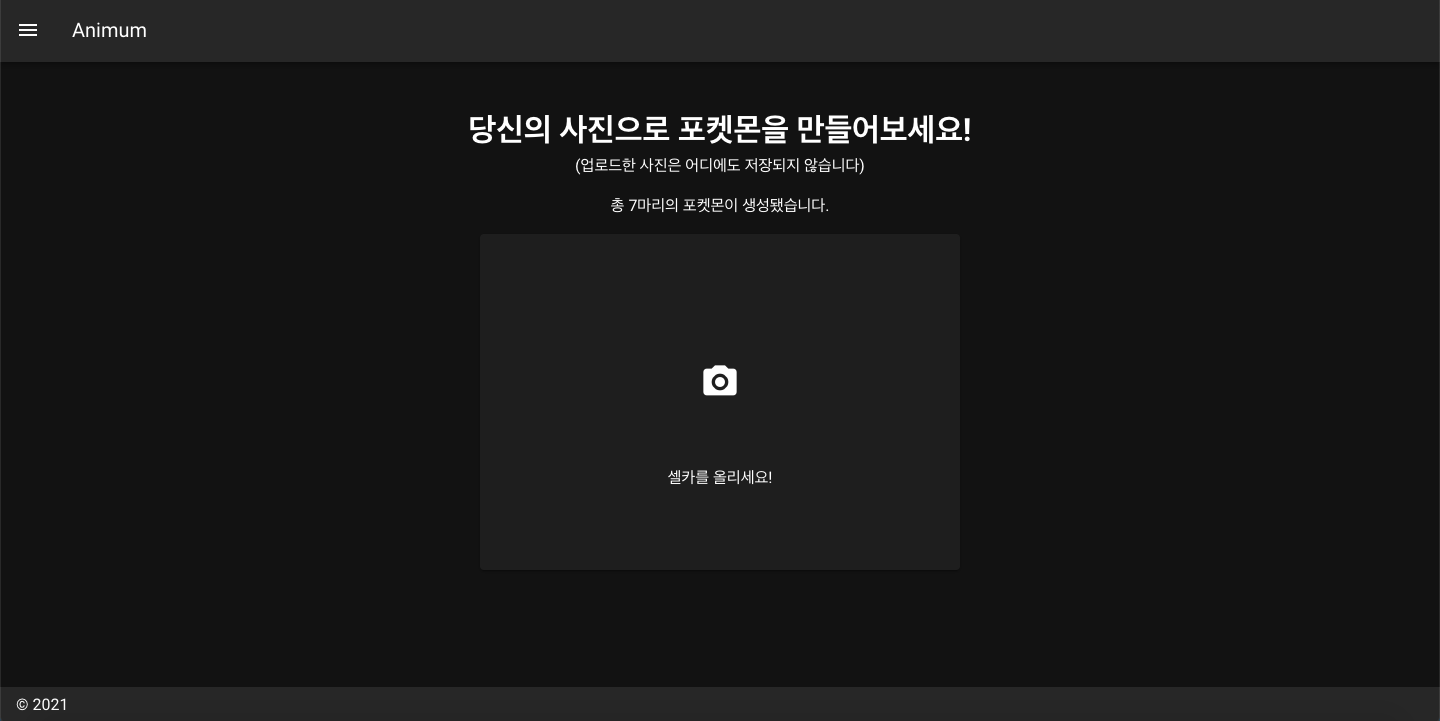 Animum
당신의 사진으로 포켓몬을 만들어보세요!
(업로드한 사진은 어디에도 저장되지 않습니다)
총 7마리의 포켓몬이 생성됐습니다.
셀카를 올리세요!
© 2021